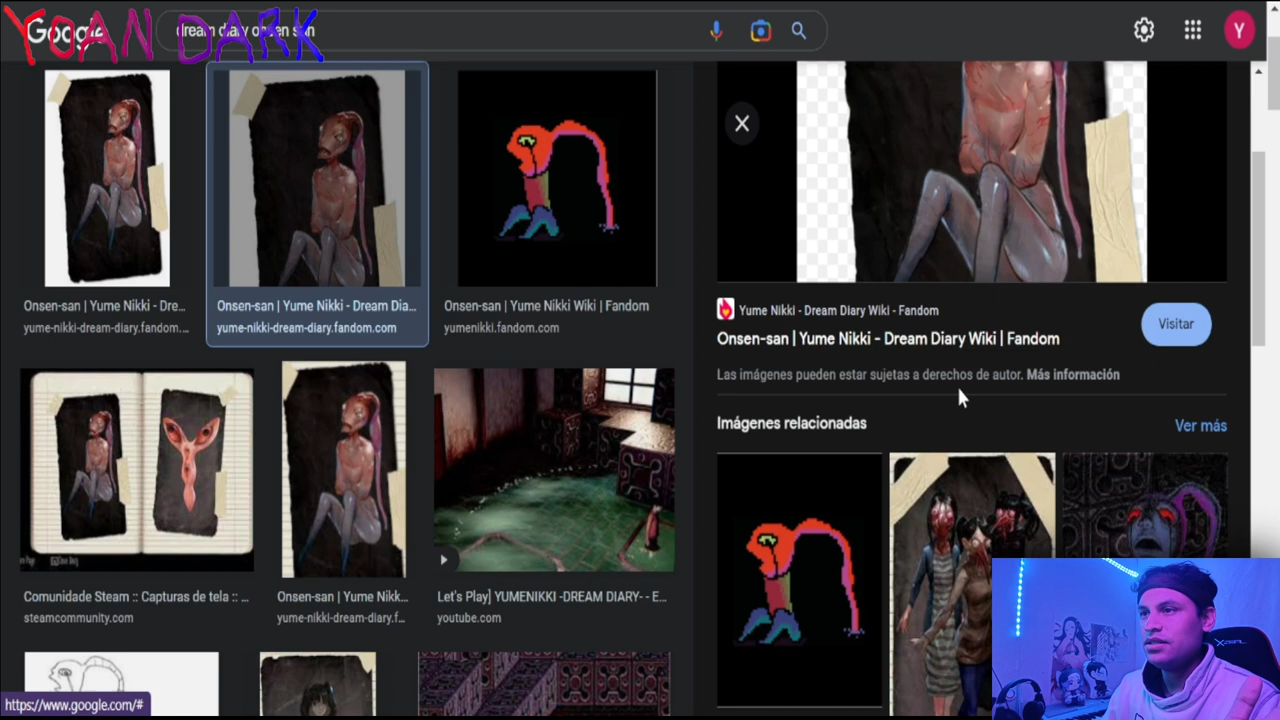 YOAN DARK
Google
dream diary onsen san
Y
Onsen-san | Yume Nikki - Dre...
yume-nikki-dream-diary.fandom...
Onsen-san | Yume Nikki - Dream Dia...
yume-nikki-dream-diary.fandom.com
Onsen-san | Yume Nikki Wiki | Fandom
yumenikki.fandom.com
Yume Nikki - Dream Diary Wiki - Fandom
Visitar
Onsen-san | Yume Nikki - Dream Diary Wiki | Fandom
Las imágenes pueden estar sujetas a derechos de autor. Más información
Imágenes relacionadas
Ver más
Comunidade Steam :: Capturas de tela :: ...
steamcommunity.com
Onsen-san | Yume Nikk...
yume-nikki-dream-diary.f...
Let's Play] YUMENIKKI -DREAM DIARY- - E...
youtube.com
https://www.google.com/#